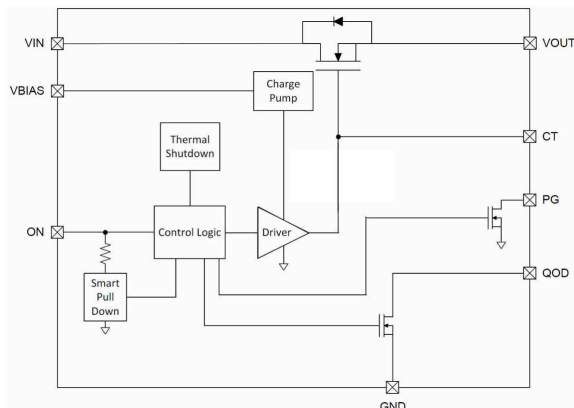 VIN
VOUT
VBIAS
Charge
Pump
CT
Thermal
Shutdown
PG
ON
Control Logic
Driver
Smart
Pull
Down
QOD
GND